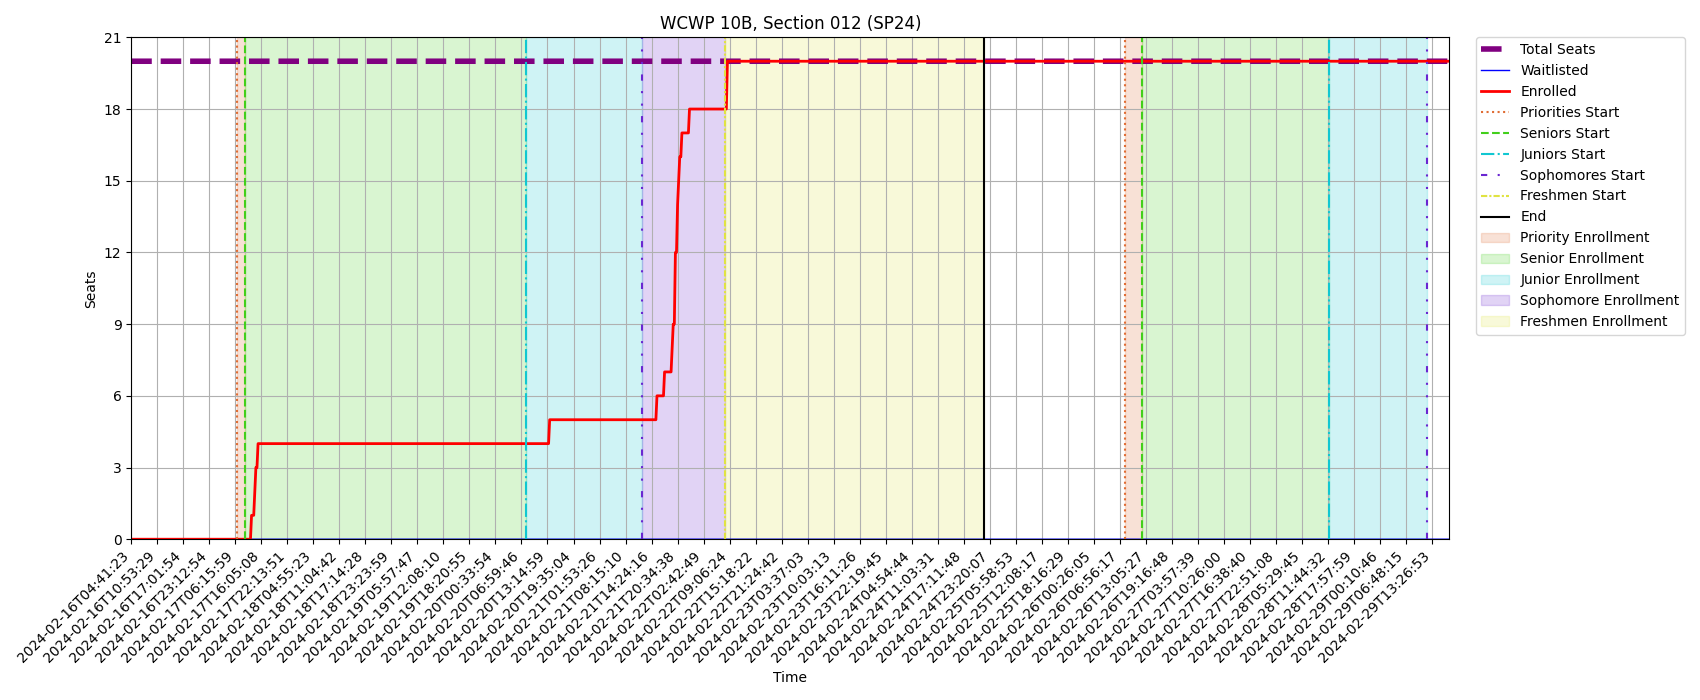 WCWP 10B, Section 012 (SP24)
21
18
15
12
9
6
3
0
Seats
2024-02-16T04:41:23
2024-02-16T10:53:29
2024-02-16T17:01:54
2024-02-16T23:12:54
2024-02-17T06:15:59
2024-02-17T16:05:08
2024-02-17T22:13:51
2024-02-18T04:55:23
2024-02-18T11:04:42
2024-02-18T17:14:28
2024-02-18T23:23:59
2024-02-19T05:57:47
2024-02-19T12:08:10
2024-02-19T18:20:55
2024-02-20T00:33:54
2024-02-20T06:59:46
2024-02-20T13:14:59
2024-02-20T19:35:04
2024-02-21T01:53:26
2024-02-21T08:15:10
2024-02-21T14:24:16
2024-02-21T20:34:38
2024-02-22T02:42:49
2024-02-22T09:06:24
2024-02-22T15:18:22
2024-02-22T21:24:42
2024-02-23T03:37:03
2024-02-23T10:03:13
2024-02-23T16:11:26
2024-02-23T22:19:45
2024-02-24T04:54:44
2024-02-24T11:03:31
2024-02-24T17:11:48
2024-02-24T23:20:07
2024-02-25T05:58:53
2024-02-25T12:08:17
2024-02-25T18:16:29
2024-02-26T00:26:05
2024-02-26T06:56:17
2024-02-26T13:05:27
2024-02-26T19:16:48
2024-02-27T03:57:39
2024-02-27T10:26:00
2024-02-27T16:38:40
2024-02-27T22:51:08
2024-02-28T05:29:45
2024-02-28T11:44:32
2024-02-28T17:57:59
2024-02-29T00:10:46
2024-02-29T06:48:15
2024-02-29T13:26:53
Time
Total Seats
Waitlisted
Enrolled
Priorities Start
Seniors Start
Juniors Start
Sophomores Start
Freshmen Start
End
Priority Enrollment
Senior Enrollment
Junior Enrollment
Sophomore Enrollment
Freshmen Enrollment